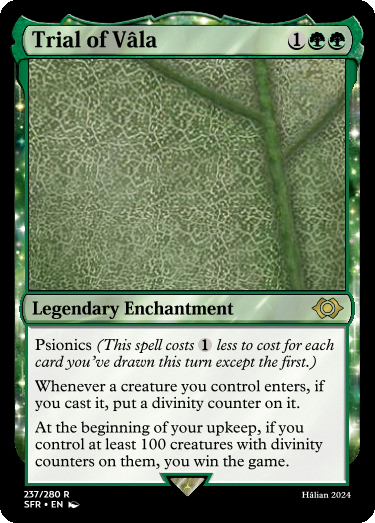 Trial of Vâla
1
Legendary Enchantment
Psionics (This spell costs 1 less to cost for each
card you've drawn this turn except the first.)
Whenever a creature you control enters, if
you cast it, put a divinity counter on it.
At the beginning of your upkeep, if you
control at least 100 creatures with divinity
counters on them, you win the game.
237/280 R
SFR • EN
Hâlian 2024